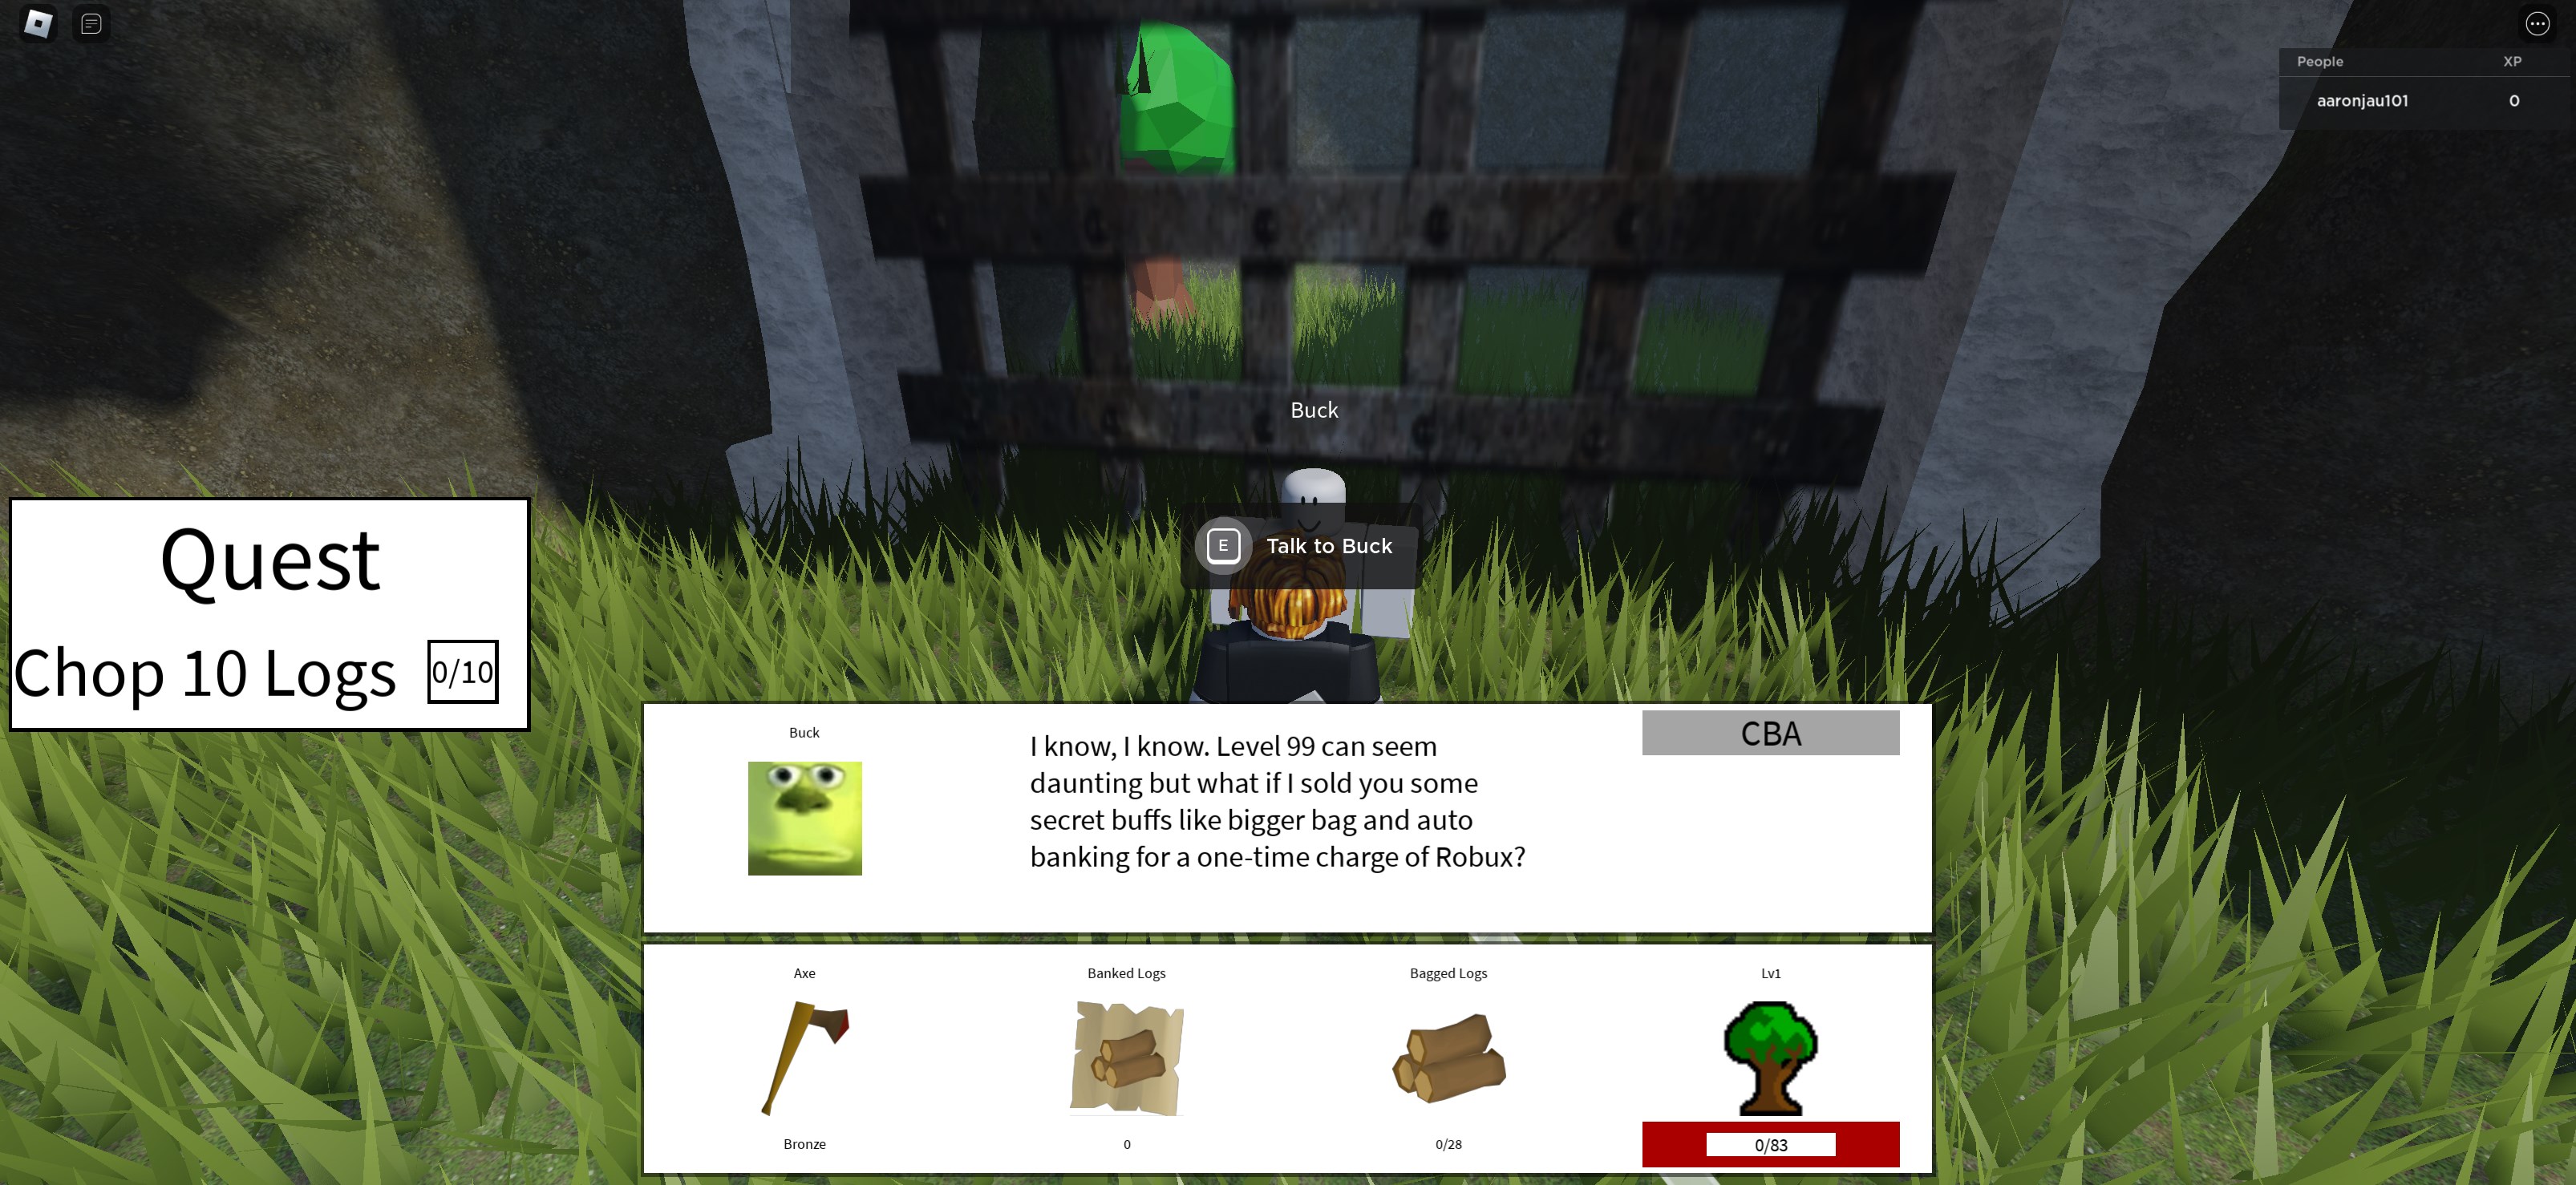 People XP
aaronjau101 0
Buck
E Talk to Buck
Quest
Chop 10 Logs 0/10
Buck
I know, I know. Level 99 can seem
daunting but what if I sold you some
secret buffs like bigger bag and auto
banking for a one-time charge of Robux?
CBA
Axe
Banked Logs
Bagged Logs
Lv1
Bronze
0
0/28
0/83